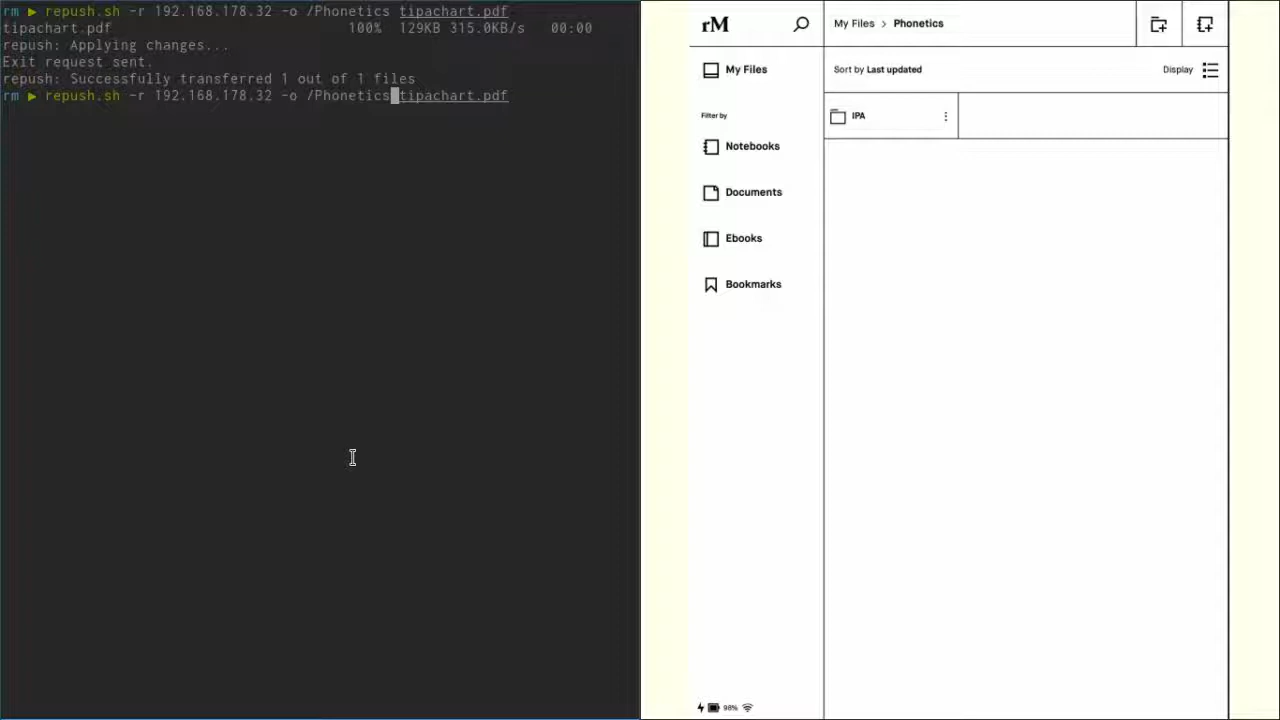 rm ▶ repush.sh -r 192.168.178.32 -o /Phonetics tipachart.pdf
tipachart.pdf 100% 129KB 515.0KB/s 00:00
repush: Applying changes...
Exit request sent.
repush: Successfully transferred 1 out of 1 files
rm ▶ repush.sh -r 192.168.178.32 -o /Phonetics tipachart.pdf
rM
My Files > Phonetics
My Files
Sort by Last updated
Display
Filter by
IPA
Notebooks
Documents
Ebooks
Bookmarks
98%